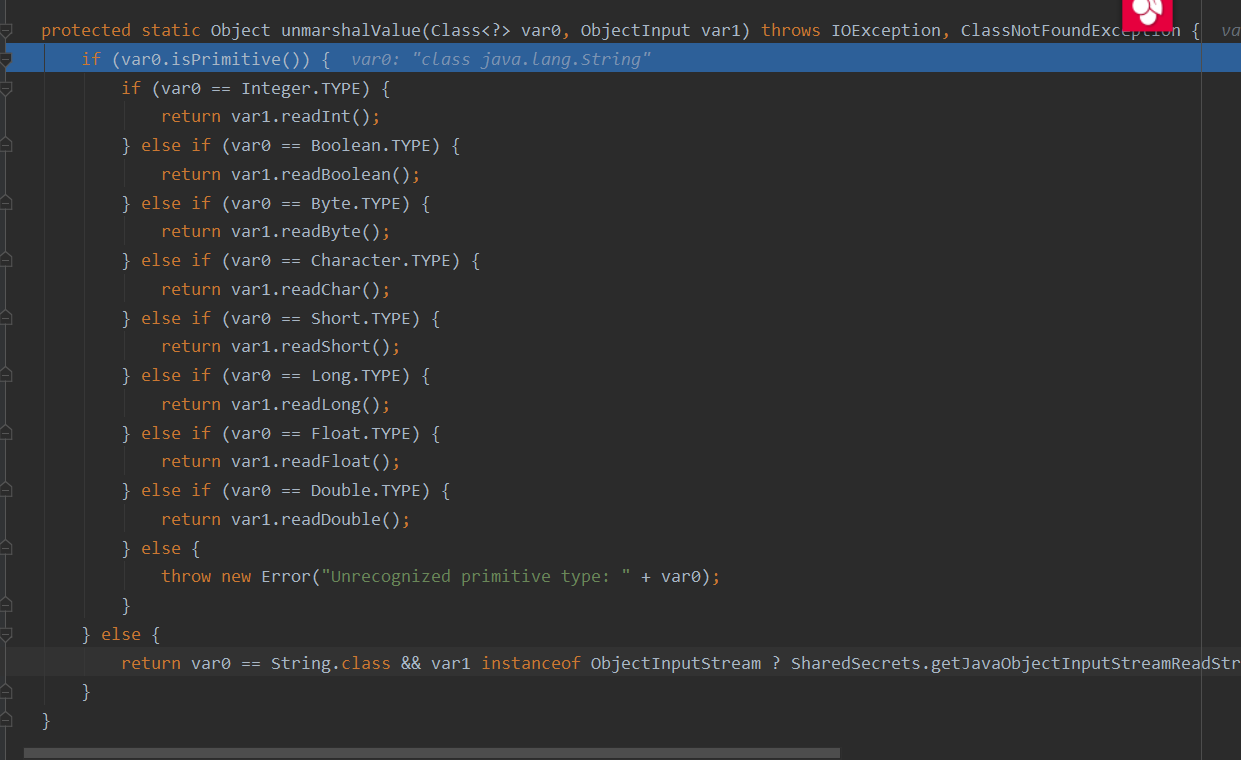 protected static Object unmarshalValue(Class<?> var0, ObjectInput var1) throws IOException, ClassNotFoundException {
if (var0.isPrimitive()) { var0: "class java.lang.String"
if (var0 == Integer.TYPE) {
return var1.readInt();
} else if (var0 == Boolean.TYPE) {
return var1.readBoolean();
} else if (var0 == Byte.TYPE) {
return var1.readByte();
} else if (var0 == Character.TYPE) {
return var1.readChar();
} else if (var0 == Short.TYPE) {
return var1.readShort();
} else if (var0 == Long.TYPE) {
return var1.readLong();
} else if (var0 == Float.TYPE) {
return var1.readFloat();
} else if (var0 == Double.TYPE) {
return var1.readDouble();
} else {
throw new Error("Unrecognized primitive type: " + var0);
}
} else {
return var0 == String.class && var1 instanceof ObjectInputStream ? SharedSecrets.getJavaObjectInputStreamReadStr
}
}